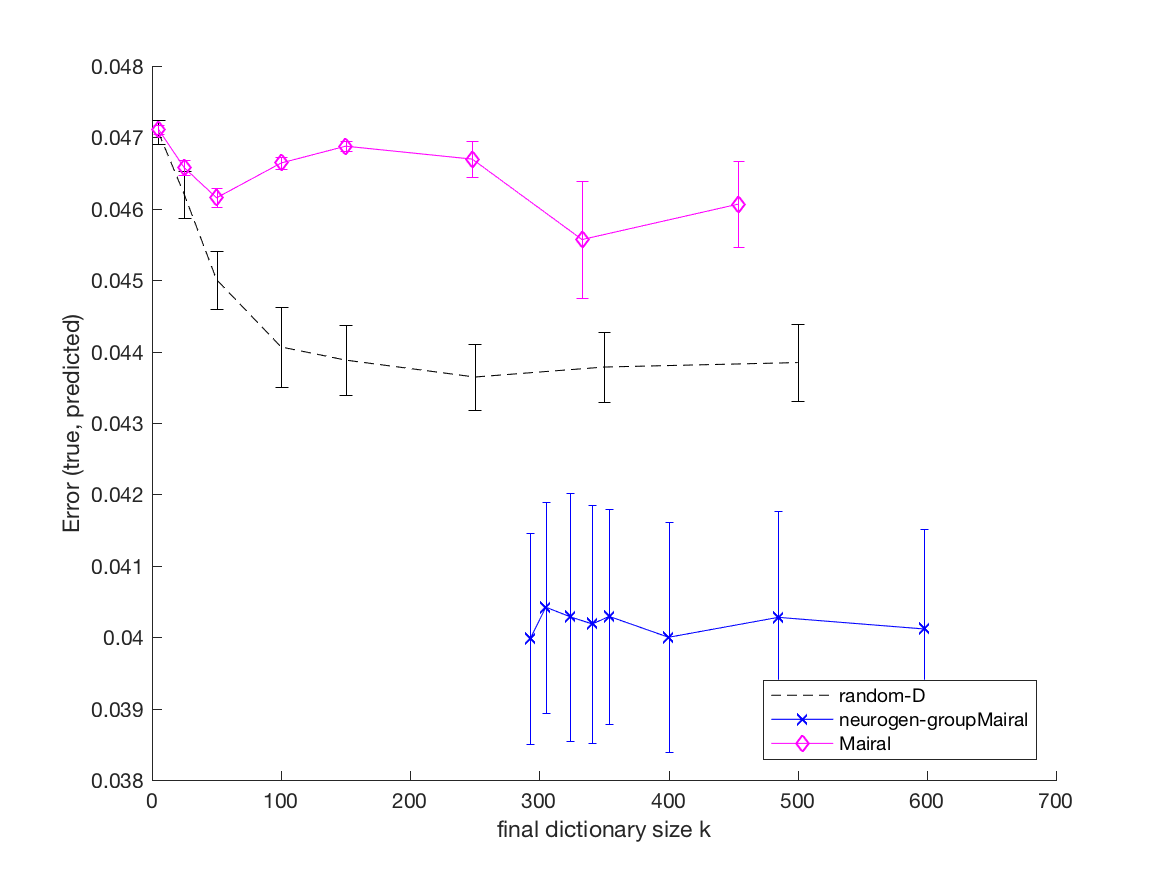 0.048
0.047
0.046
0.045
0.044
0.043
0.042
0.041
0.04
0.039
0.038
Error (true, predicted)
random-D
neurogen-groupMairal
Mairal
0 100 200 300 400 500 600 700
final dictionary size k